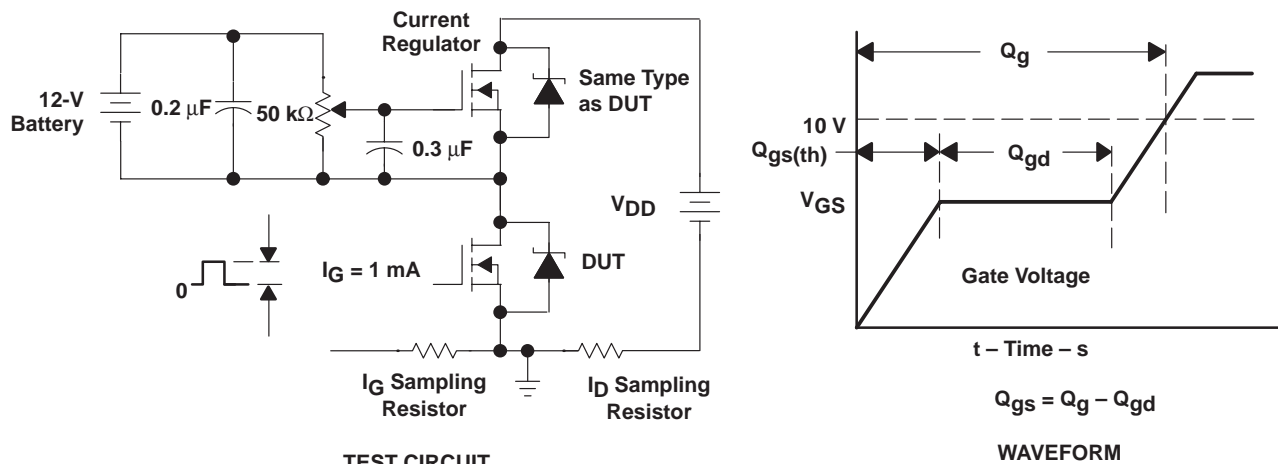 Current
Regulator
Same Type
as DUT
12-V
Battery
0.2 μF
50 kΩ
0.3 μF
VDD
IG = 1 mA
DUT
0
IG Sampling
Resistor
ID Sampling
Resistor
TEST CIRCUIT
Qg
10 V
Qgs(th)
Qgd
VGS
Gate Voltage
t – Time – s
Qgs = Qg – Qgd
WAVEFORM